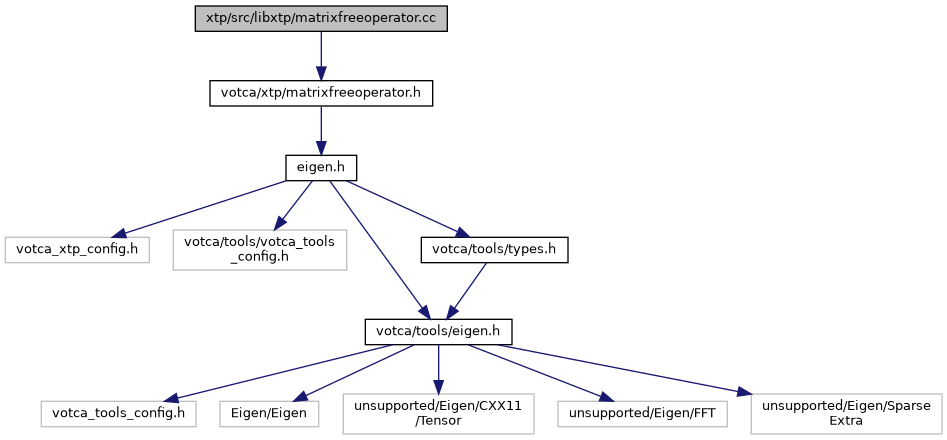 xtp/src/libxtp/matrixfreeoperator.cc
votca/xtp/matrixfreeoperator.h
eigen.h
votca_xtp_config.h
votca/tools/votca_tools
_config.h
votca/tools/types.h
votca/tools/eigen.h
votca_tools_config.h
Eigen/Eigen
unsupported/Eigen/CXX11
/Tensor
unsupported/Eigen/FFT
unsupported/Eigen/Sparse
Extra